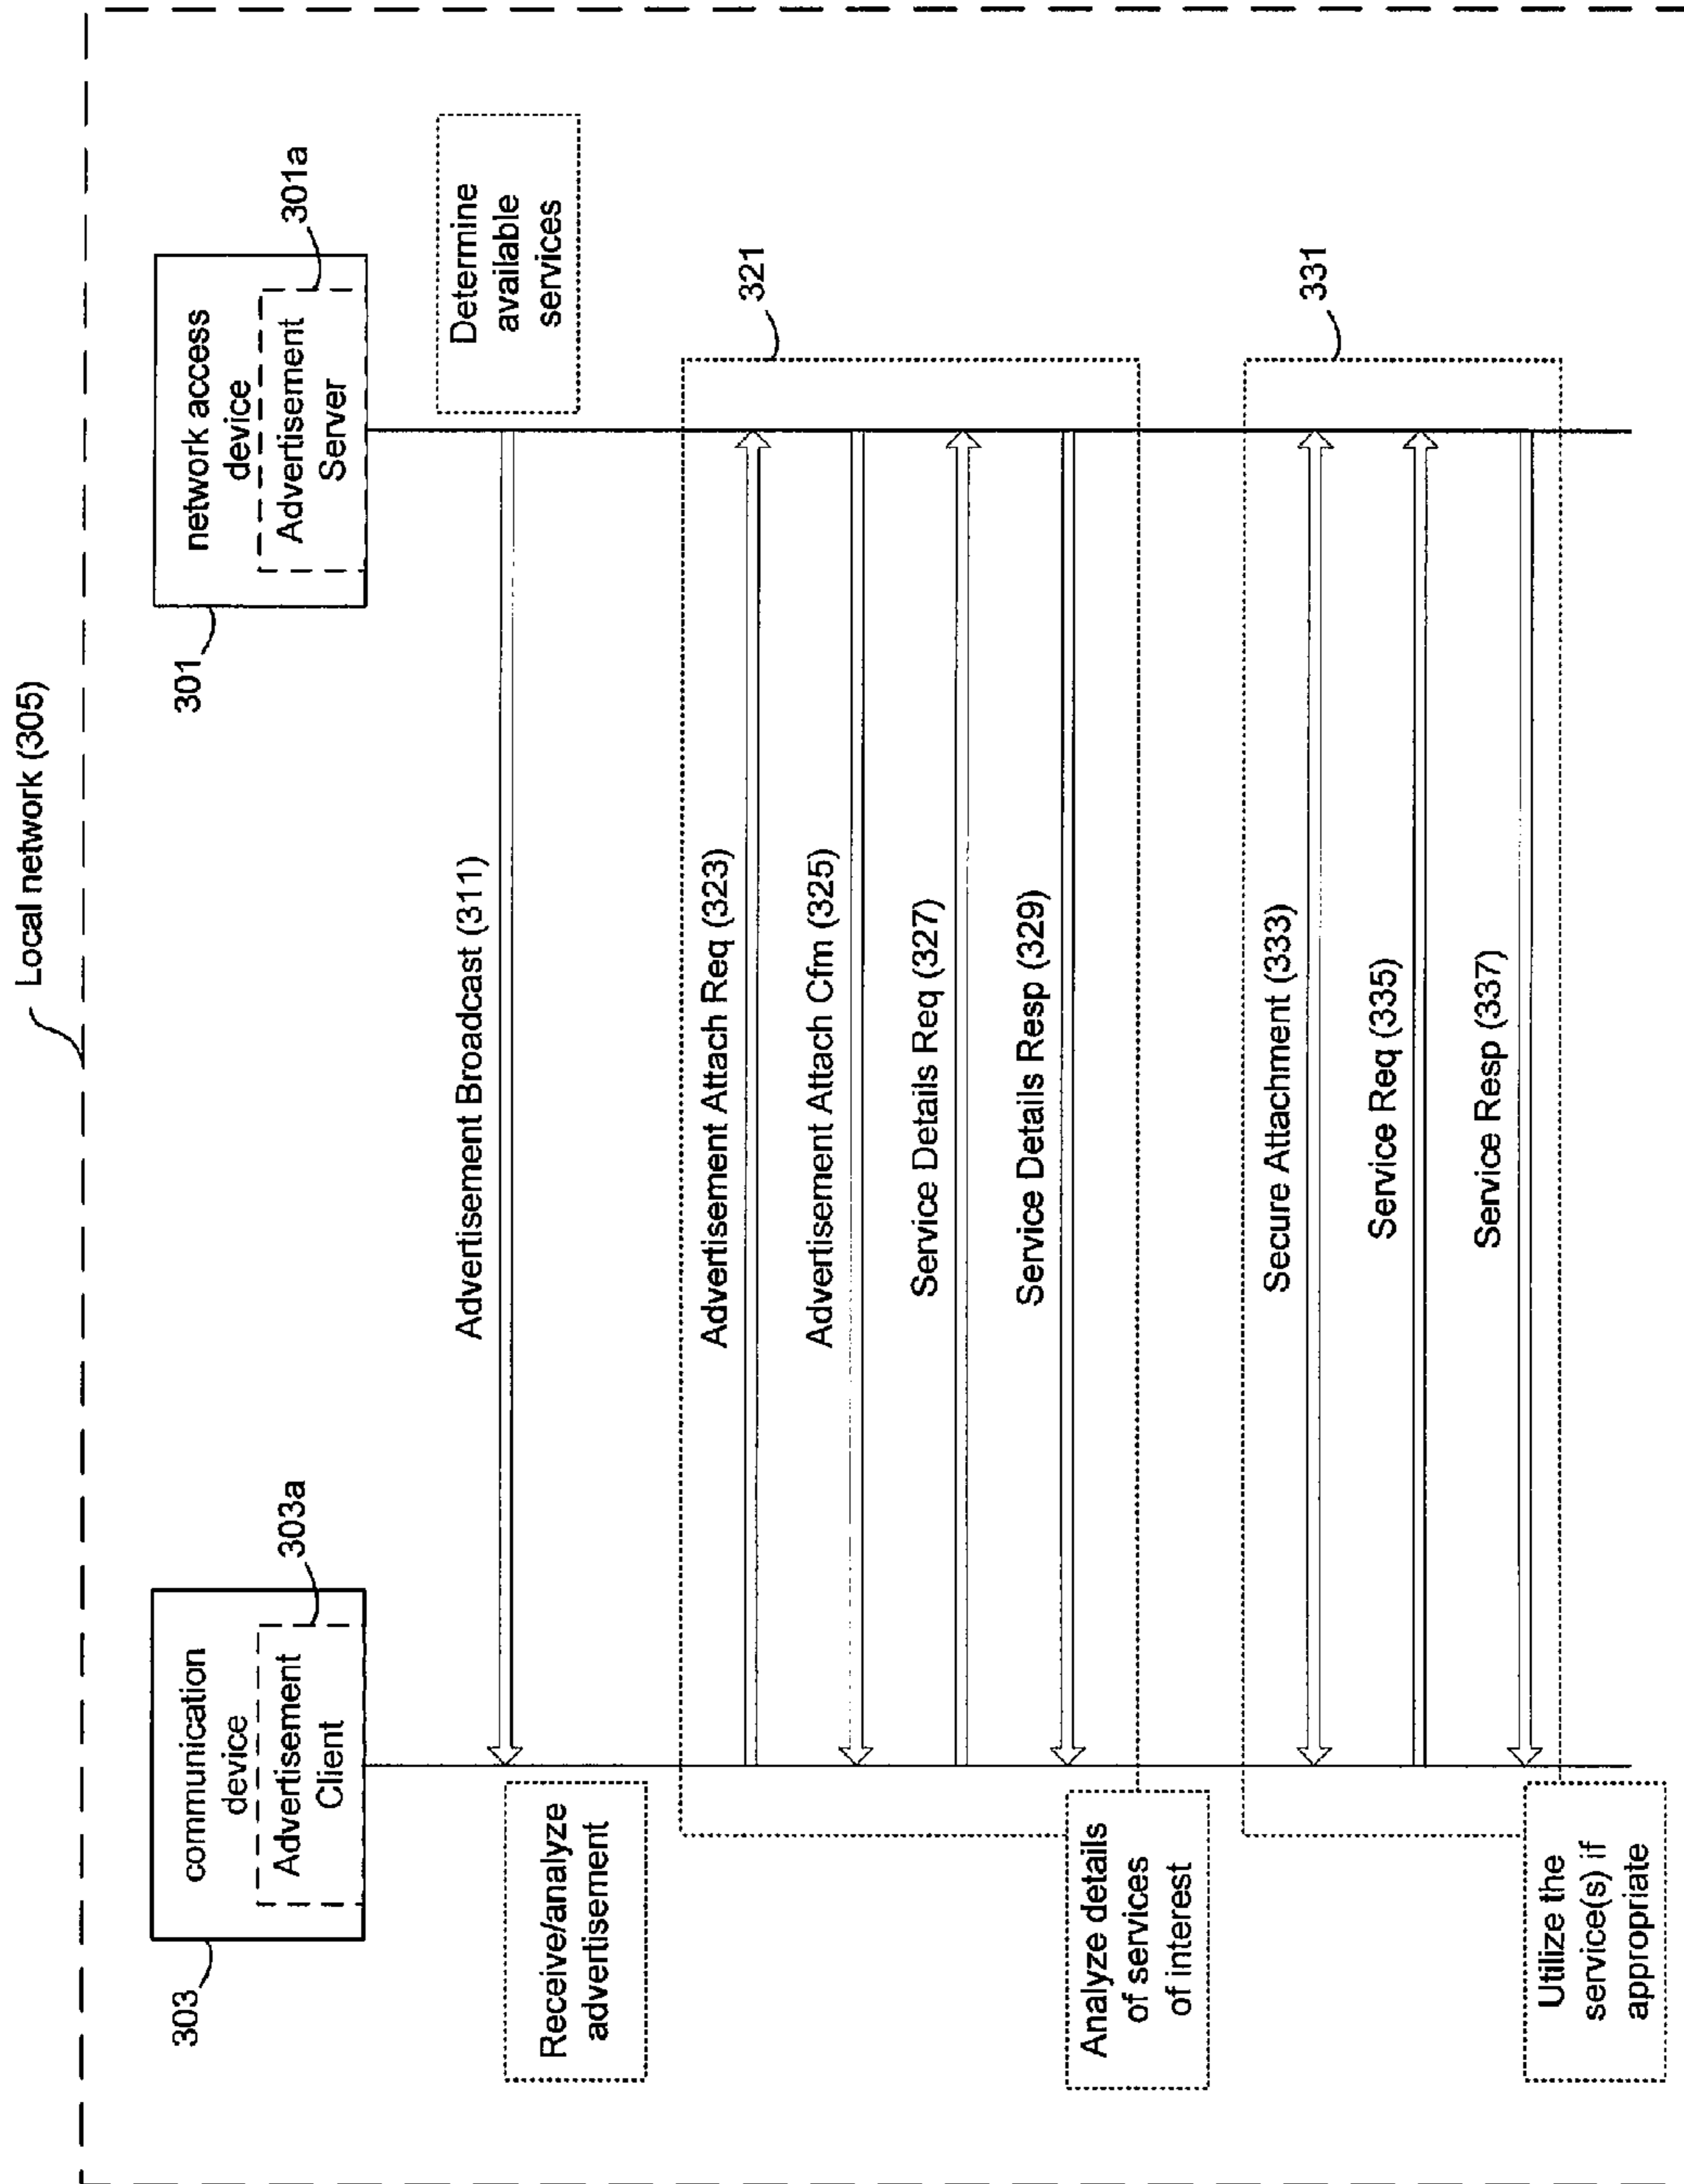 Local network (305)
303
communication
device
Advertisement
Client
303a
301
network access
device
Advertisement
Server
301a
Determine
available
services
Advertisement Broadcast (311)
Receive/analyze
advertisement
321
Advertisement Attach Req (323)
Advertisement Attach Cfm (325)
Service Details Req (327)
Service Details Resp (329)
Analyze details
of services
of interest
331
Secure Attachment (333)
Service Req (335)
Service Resp (337)
Utilize the
service(s) if
appropriate